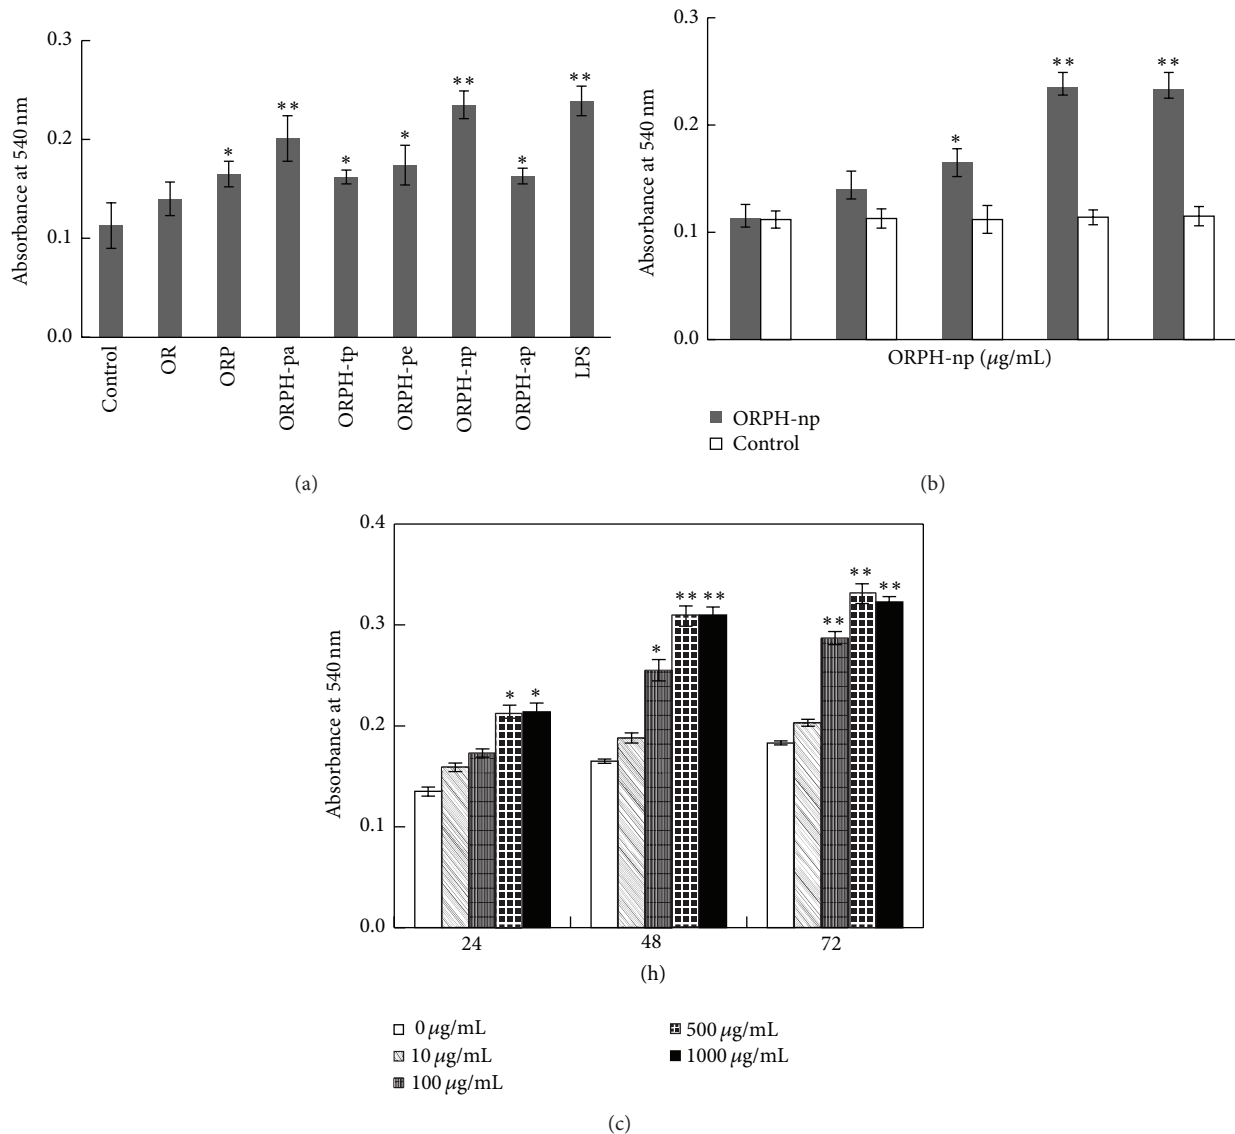 0.3
0.2
0.1
0.0
Absorbance at 540 nm
**
*
**
*
*
**
*
**
Control
OR
ORP
ORPH-pa
ORPH-tp
ORPH-pe
ORPH-np
ORPH-ap
LPS
(a)
0.3
0.2
0.1
0.0
Absorbance at 540 nm
*
**
**
ORPH-np (μg/mL)
ORPH-np
Control
(b)
0.4
0.3
0.2
0.1
0.0
Absorbance at 540 nm
* *
* ** **
** ** **
24 48 72
(h)
0 μg/mL
10 μg/mL
100 μg/mL
500 μg/mL
1000 μg/mL
(c)